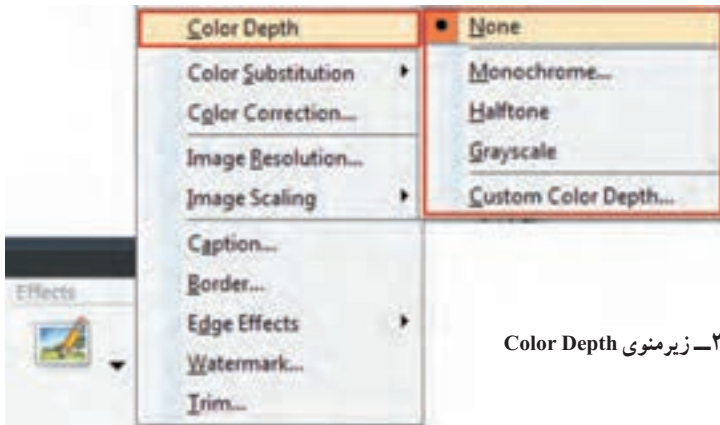 Color Depth
Color Substitution
Color Correction...
Image Resolution...
Image Scaling
Caption...
Border...
Edge Effects
Watermark...
Trim...
None
Monochrome...
Halftone
Grayscale
Custom Color Depth...
Effects
۲ــ زیرمنوی Color Depth